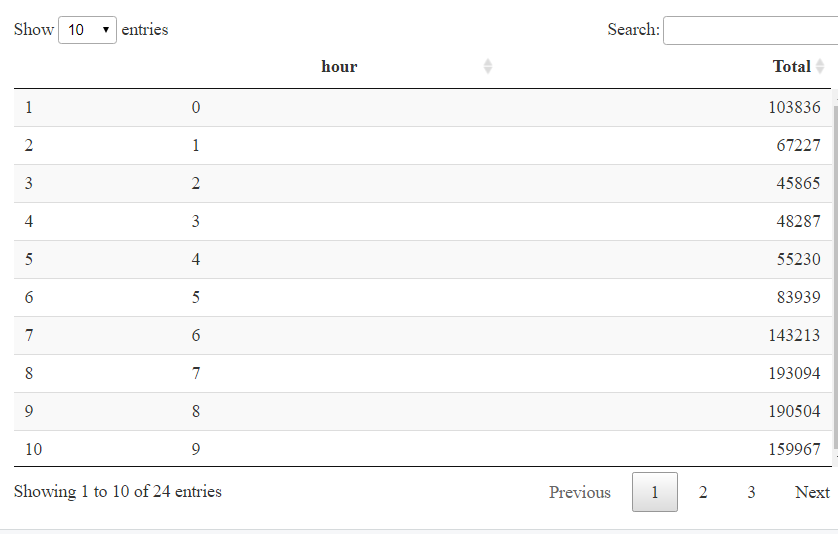 Show 10 entries Search:
hour Total
1 0 103836
2 1 67227
3 2 45865
4 3 48287
5 4 55230
6 5 83939
7 6 143213
8 7 193094
9 8 190504
10 9 159967
Showing 1 to 10 of 24 entries Previous 1 2 3 Next